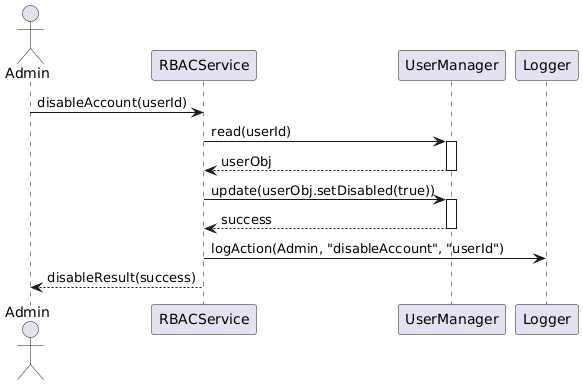 Admin
RBACService
UserManager
Logger
disableAccount(userId)
read(userId)
userObj
update(userObj.setDisabled(true))
success
logAction(Admin, "disableAccount", "userId")
disableResult(success)
Admin
RBACService
UserManager
Logger